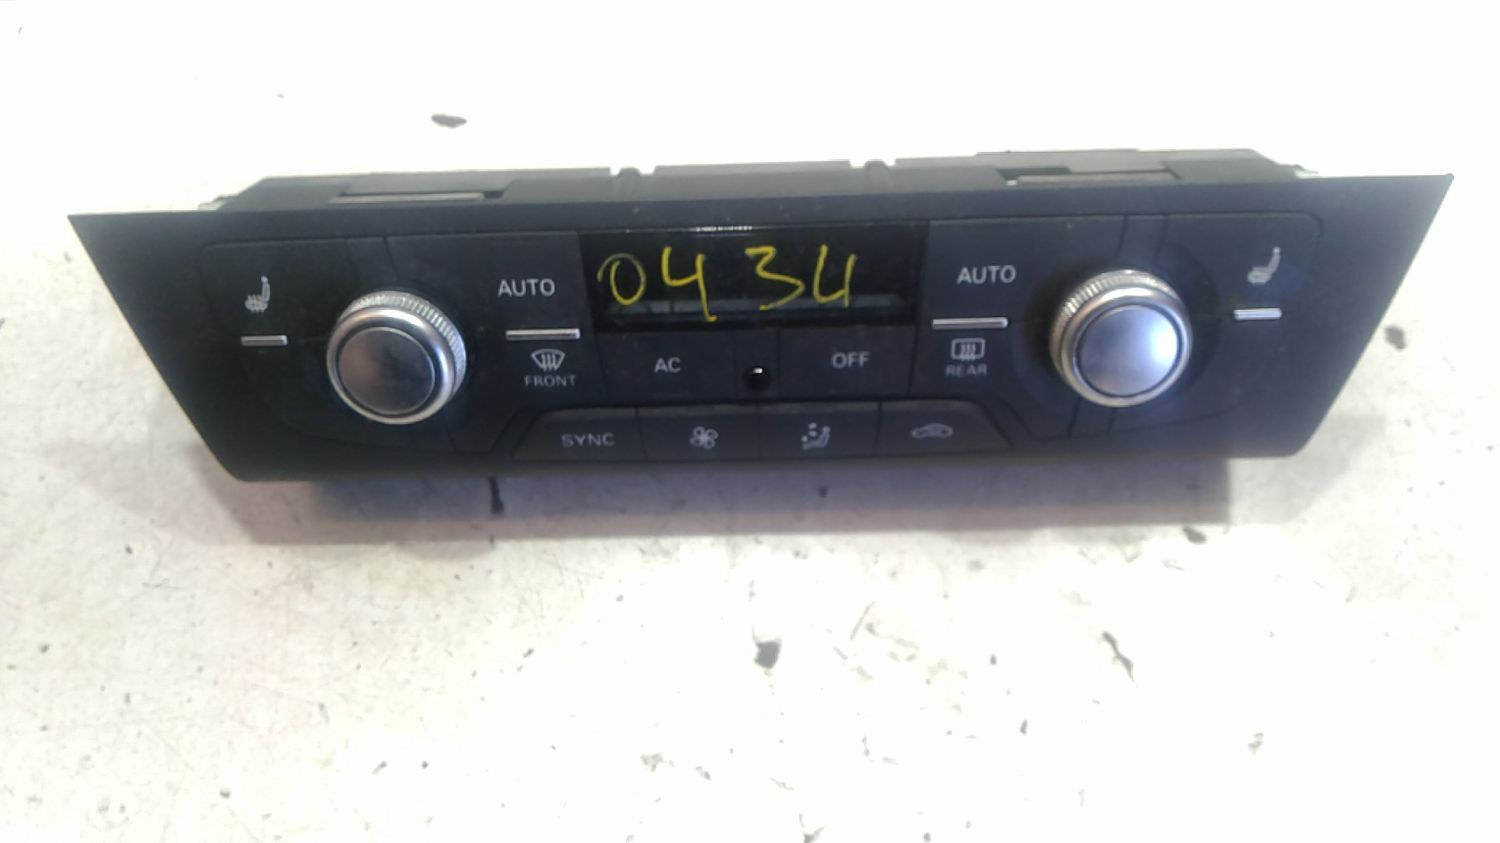 0434
AUTO
AUTO
FRONT
AC
OFF
REAR
SYNC